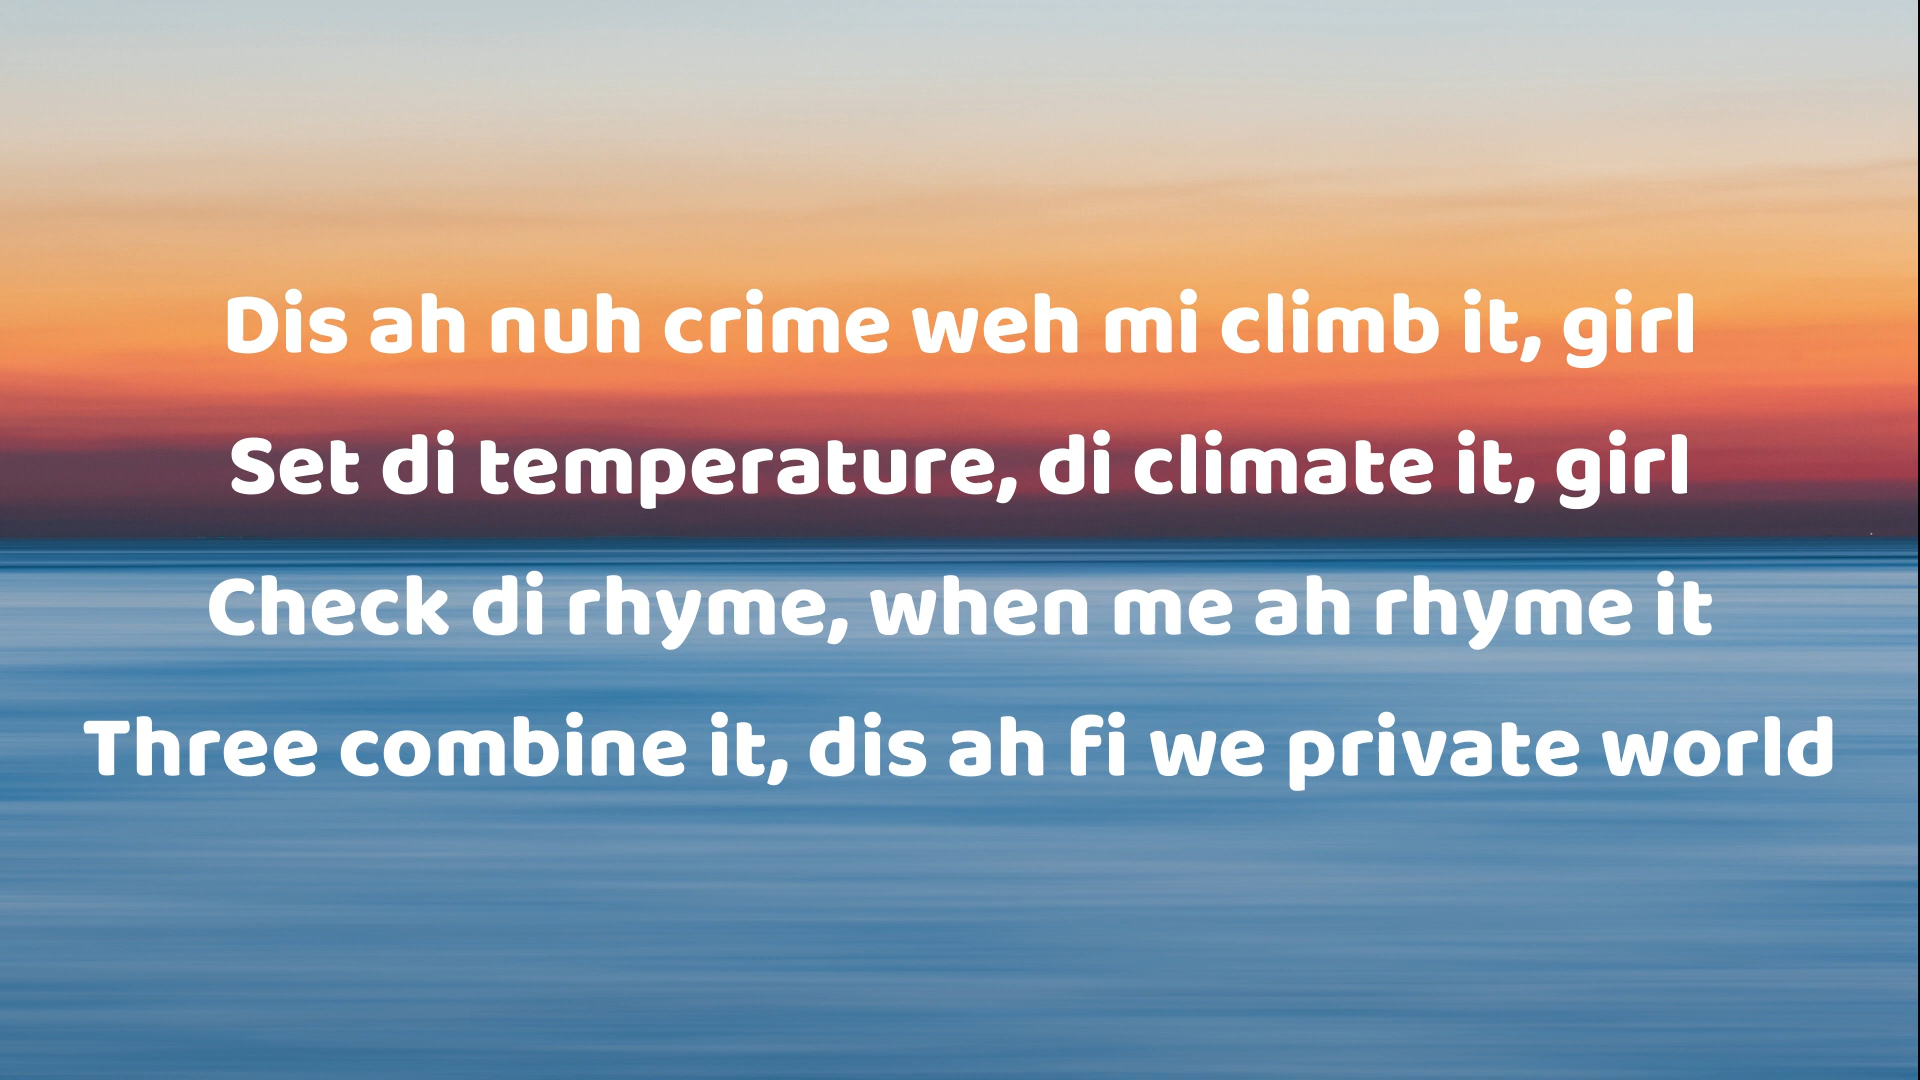 Dis ah nuh crime weh mi climb it, girl
Set di temperature, di climate it, girl
Check di rhyme, when me ah rhyme it
Three combine it, dis ah fi we private world